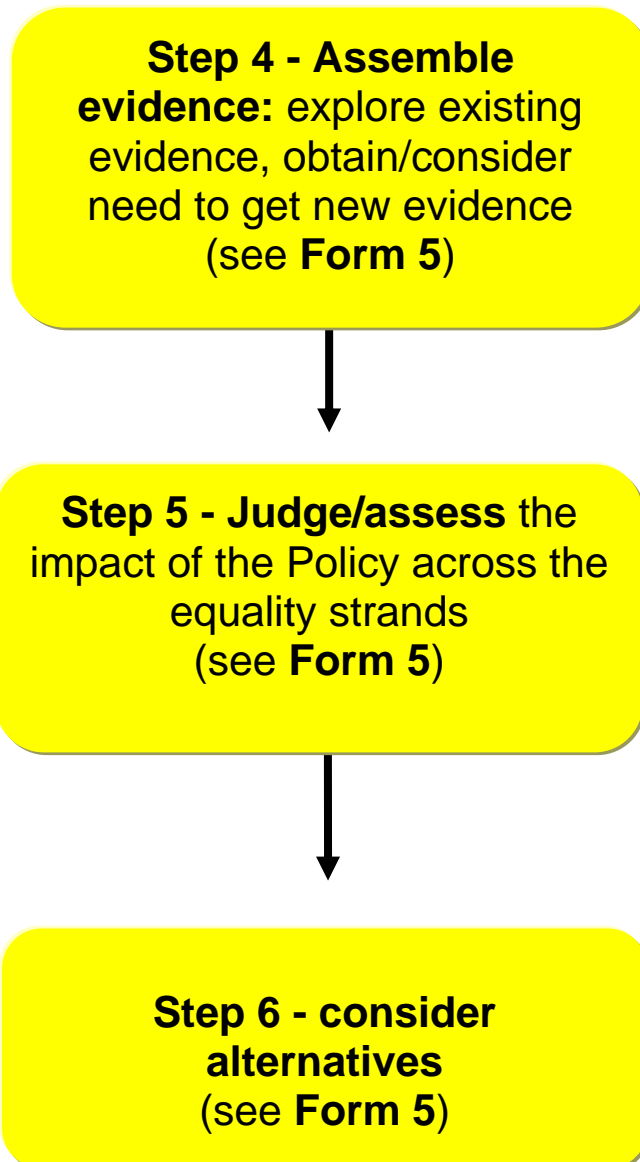 Step 4 - Assemble
evidence: explore existing
evidence, obtain/consider
need to get new evidence
(see Form 5)
Step 5 - Judge/assess the
impact of the Policy across the
equality strands
(see Form 5)
Step 6 - consider
alternatives
(see Form 5)